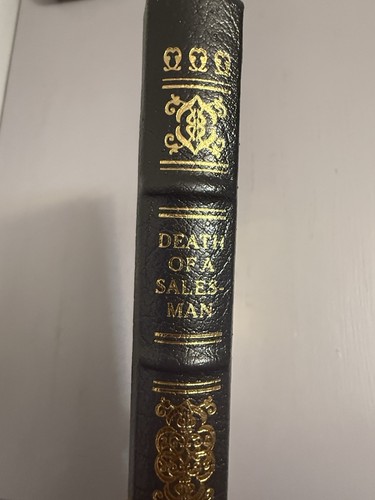 DEATH
OF A
SALES-
MAN